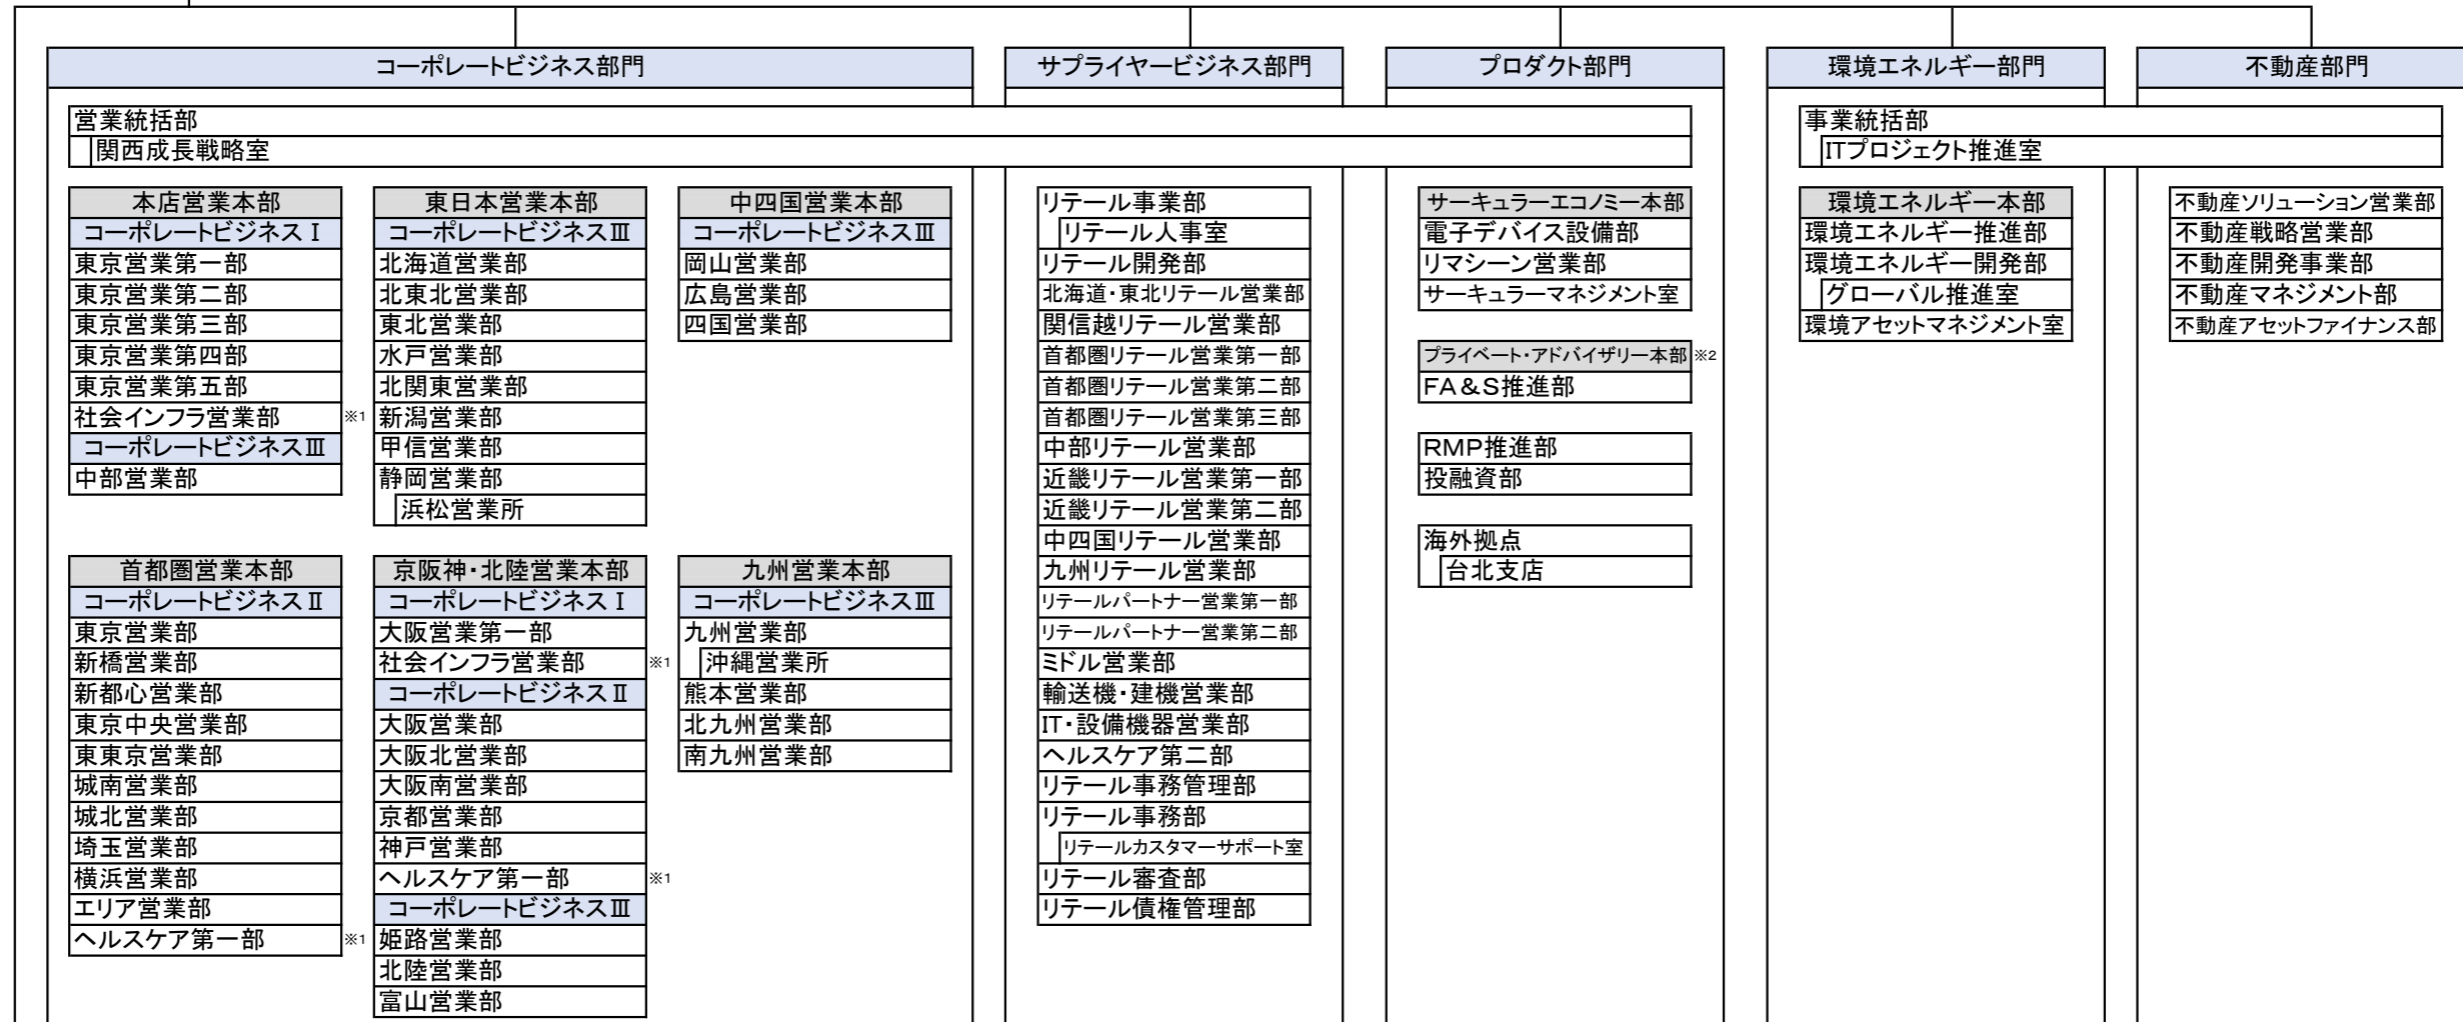 コーポレートビジネス部門
サプライヤービジネス部門
プロダクト部門
環境エネルギー部門
不動産部門
営業統括部
関西成長戦略室
事業統括部
ITプロジェクト推進室
本店営業本部
コーポレートビジネスⅠ
東京営業第一部
東京営業第二部
東京営業第三部
東京営業第四部
東京営業第五部
社会インフラ営業部 ※1
コーポレートビジネスⅢ
中部営業部
東日本営業本部
コーポレートビジネスⅢ
北海道営業部
北東北営業部
東北営業部
水戸営業部
北関東営業部
新潟営業部
甲信営業部
静岡営業部
浜松営業所
中四国営業本部
コーポレートビジネスⅢ
岡山営業部
広島営業部
四国営業部
首都圏営業本部
コーポレートビジネスⅡ
東京営業部
新橋営業部
新都心営業部
東京中央営業部
東東京営業部
城南営業部
城北営業部
埼玉営業部
横浜営業部
エリア営業部
ヘルスケア第一部 ※1
京阪神・北陸営業本部
コーポレートビジネスⅠ
大阪営業第一部
社会インフラ営業部 ※1
コーポレートビジネスⅡ
大阪営業部
大阪北営業部
大阪南営業部
京都営業部
神戸営業部
ヘルスケア第一部 ※1
コーポレートビジネスⅢ
姫路営業部
北陸営業部
富山営業部
九州営業本部
コーポレートビジネスⅢ
九州営業部
沖縄営業所
熊本営業部
北九州営業部
南九州営業部
リテール事業部
リテール人事室
リテール開発部
北海道・東北リテール営業部
関信越リテール営業部
首都圏リテール営業第一部
首都圏リテール営業第二部
首都圏リテール営業第三部
中部リテール営業部
近畿リテール営業第一部
近畿リテール営業第二部
中四国リテール営業部
九州リテール営業部
リテールパートナー営業第一部
リテールパートナー営業第二部
ミドル営業部
輸送機・建機営業部
IT・設備機器営業部
ヘルスケア第二部
リテール事務管理部
リテール事務部
リテールカスタマーサポート室
リテール審査部
リテール債権管理部
サーキュラーエコノミー本部
電子デバイス設備部
リマシーン営業部
サーキュラーマネジメント室
プライベート・アドバイザリー本部 ※2
FA&S推進部
RMP推進部
投融資部
海外拠点
台北支店
環境エネルギー本部
環境エネルギー推進部
環境エネルギー開発部
グローバル推進室
環境アセットマネジメント室
不動産ソリューション営業部
不動産戦略営業部
不動産開発事業部
不動産マネジメント部
不動産アセットファイナンス部